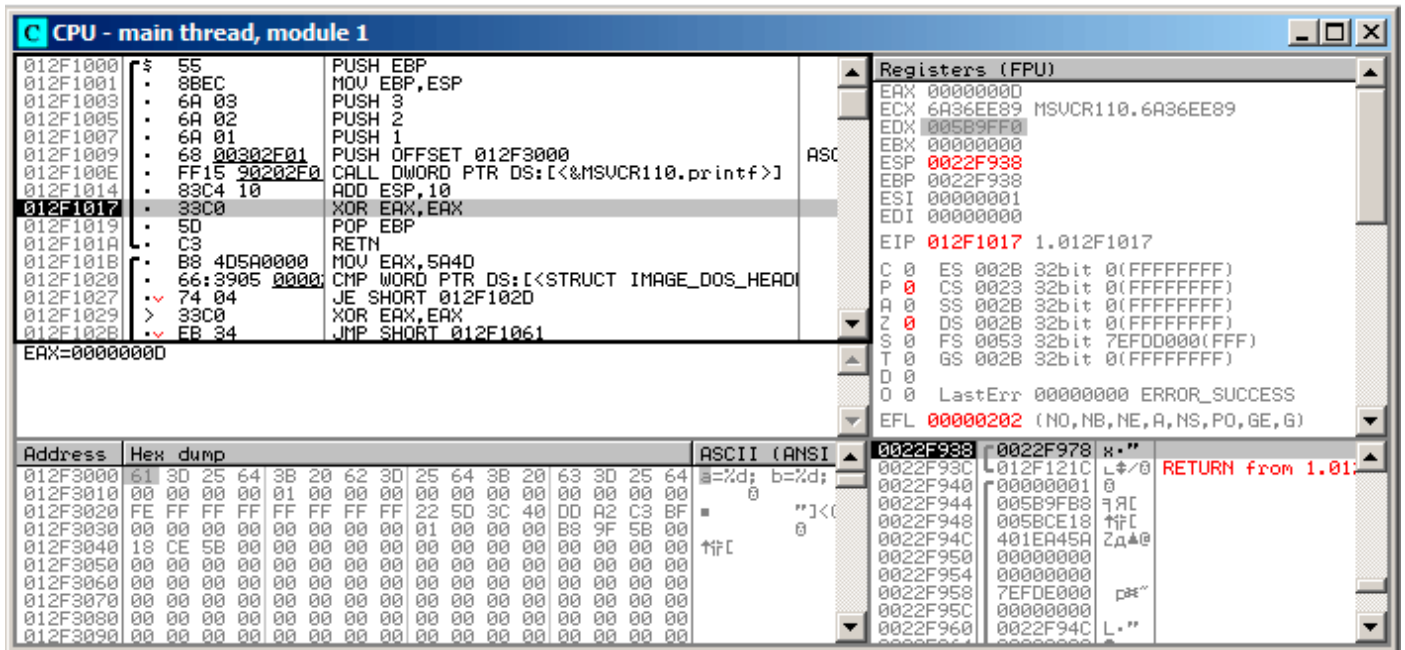 C CPU - main thread, module 1
012F1000 $ 55 PUSH EBP
012F1001 . 8BEC MOV EBP,ESP
012F1003 . 6A 03 PUSH 3
012F1005 . 6A 02 PUSH 2
012F1007 . 6A 01 PUSH 1
012F1009 . 68 00302F01 PUSH OFFSET 012F3000 ASC
012F100E . FF15 90202F0 CALL DWORD PTR DS:[<&MSVCR110.printf>]
012F1014 . 83C4 10 ADD ESP,10
012F1017 . 33C0 XOR EAX,EAX
012F1019 . 5D POP EBP
012F101A . C3 RETN
012F101B . B8 4D5A0000 MOV EAX,5A4D
012F1020 . 66:3905 0000 CMP WORD PTR DS:[<STRUCT IMAGE_DOS_HEAD
012F1027 . 74 04 JE SHORT 012F102D
012F1029 > 33C0 XOR EAX,EAX
012F102B . EB 34 JMP SHORT 012F1061
EAX=0000000D
Registers (FPU)
EAX 0000000D
ECX 6A36EE89 MSVCR110.6A36EE89
EDX 005B9FF0
EBX 00000000
ESP 0022F938
EBP 0022F938
ESI 00000001
EDI 00000000
EIP 012F1017 1.012F1017
C 0 ES 002B 32bit 0(FFFFFFFF)
P 0 CS 0023 32bit 0(FFFFFFFF)
A 0 SS 002B 32bit 0(FFFFFFFF)
Z 0 DS 002B 32bit 0(FFFFFFFF)
S 0 FS 0053 32bit 7EFDD000(FFF)
T 0 GS 002B 32bit 0(FFFFFFFF)
D 0
O 0 LastErr 00000000 ERROR_SUCCESS
EFL 00000202 (NO,NB,NE,A,NS,PO,GE,G)
Address Hex dump ASCII (ANSI
012F3000 61 3D 25 64 3B 20 62 3D 25 64 3B 20 63 3D 25 64 a=%d; b=%d;
012F3010 00 00 00 00 01 00 00 00 00 00 00 00 00 00 00 00
012F3020 FE FF FF FF FF FF FF FF 22 5D 3C 40 DD A2 C3 BF "]<
012F3030 00 00 00 00 00 00 00 00 01 00 00 00 B8 9F 5B 00
012F3040 18 CE 5B 00 00 00 00 00 00 00 00 00 00 00 00 00
012F3050 00 00 00 00 00 00 00 00 00 00 00 00 00 00 00 00
012F3060 00 00 00 00 00 00 00 00 00 00 00 00 00 00 00 00
012F3070 00 00 00 00 00 00 00 00 00 00 00 00 00 00 00 00
012F3080 00 00 00 00 00 00 00 00 00 00 00 00 00 00 00 00
012F3090 00 00 00 00 00 00 00 00 00 00 00 00 00 00 00 00
0022F938 0022F978
0022F93C 012F121C RETURN from 1.01
0022F940 00000001
0022F944 005B9FB8
0022F948 005BCE18
0022F94C 401EA45A
0022F950 00000000
0022F954 00000000
0022F958 7EFDE000
0022F95C 00000000
0022F960 0022F94C